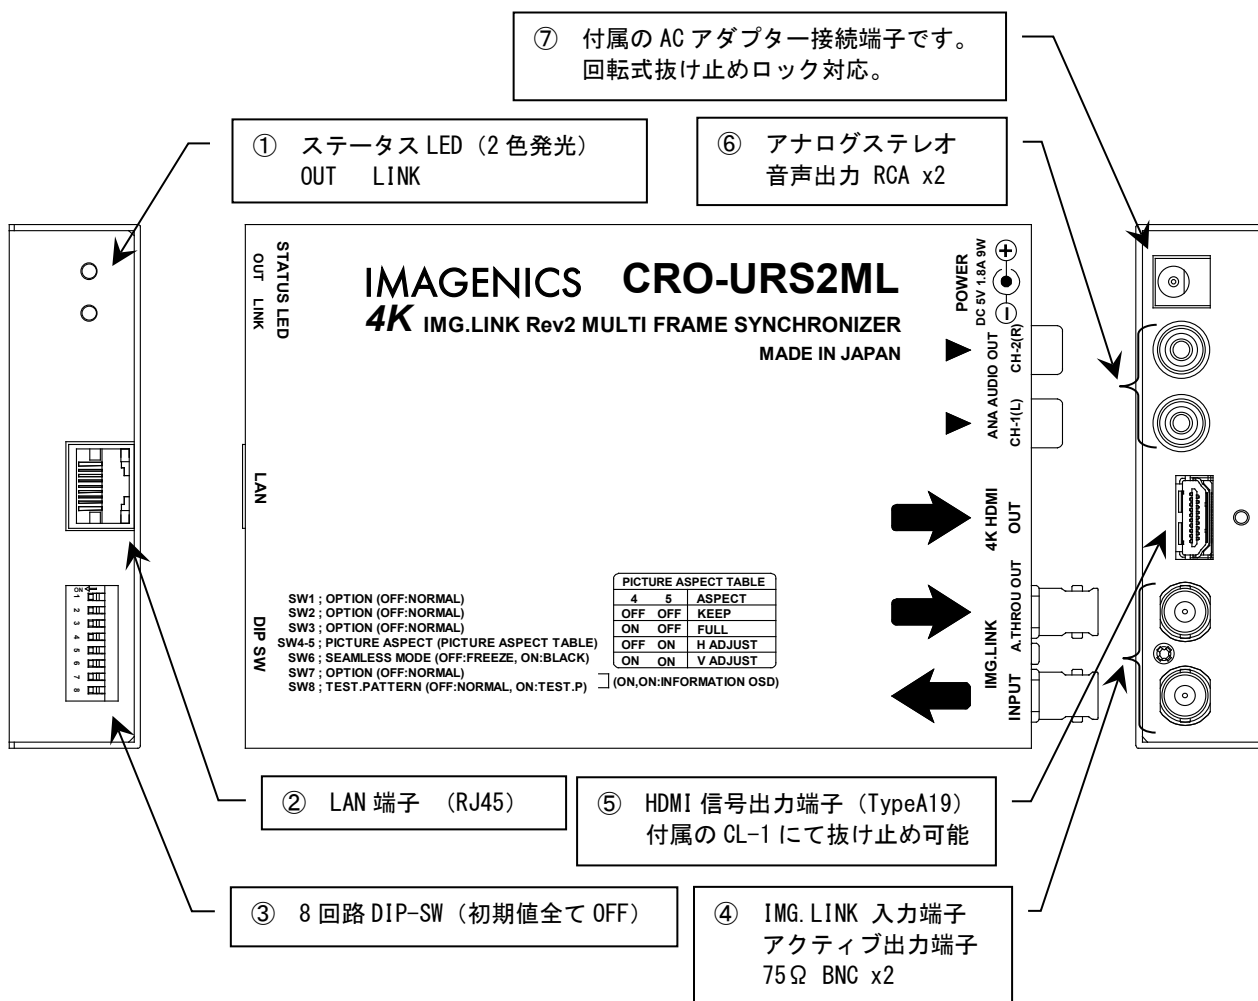 ⑦ 付属の AC アダプター接続端子です。
回転式抜け止めロック対応。
① ステータス LED（2 色発光）
OUT LINK
⑥ アナログステレオ
音声出力 RCA x2
STATUS LED
OUT LINK
IMAGENICS CRO-URS2ML
4K IMG.LINK Rev2 MULTI FRAME SYNCHRONIZER
MADE IN JAPAN
POWER
DC 5V 1.8A 9W
ANA AUDIO OUT
CH-2(R)
CH-1(L)
LAN
4K HDMI
OUT
DIP SW
ON
1
2
3
4
5
6
7
8
SW1 ; OPTION (OFF:NORMAL)
SW2 ; OPTION (OFF:NORMAL)
SW3 ; OPTION (OFF:NORMAL)
SW4-5 ; PICTURE ASPECT (PICTURE ASPECT TABLE)
SW6 ; SEAMLESS MODE (OFF:FREEZE, ON:BLACK)
SW7 ; OPTION (OFF:NORMAL)
SW8 ; TEST.PATTERN (OFF:NORMAL, ON:TEST.P)
(ON,ON:INFORMATION OSD)
PICTURE ASPECT TABLE
4 5 ASPECT
OFF OFF KEEP
ON OFF FULL
OFF ON H ADJUST
ON ON V ADJUST
IMG.LINK
A.THROU OUT
INPUT
② LAN 端子 （RJ45）
⑤ HDMI 信号出力端子（TypeA19）
付属の CL-1 にて抜け止め可能
③ 8 回路 DIP-SW（初期値全て OFF）
④ IMG.LINK 入力端子
アクティブ出力端子
75Ω BNC x2